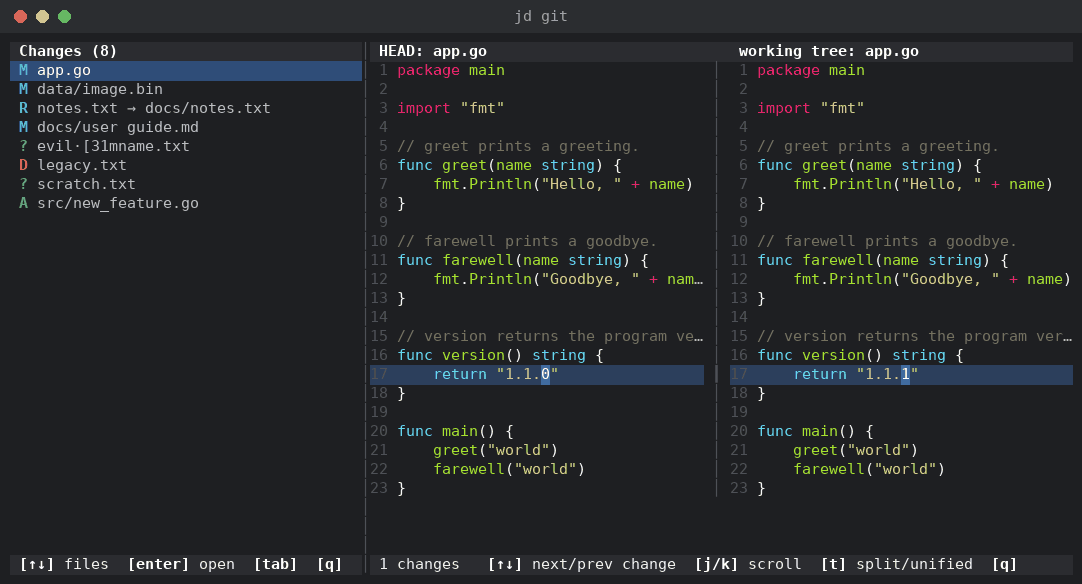 jd git
Changes (8)
M app.go
M data/image.bin
R notes.txt → docs/notes.txt
M docs/user guide.md
? evil·[31mname.txt
D legacy.txt
? scratch.txt
A src/new_feature.go
[↑↓] files  [enter] open  [tab]  [q]
HEAD: app.go
1 package main
2
3 import "fmt"
4
5 // greet prints a greeting.
6 func greet(name string) {
7     fmt.Println("Hello, " + name)
8 }
9
10 // farewell prints a goodbye.
11 func farewell(name string) {
12     fmt.Println("Goodbye, " + nam…
13 }
14
15 // version returns the program ve…
16 func version() string {
17     return "1.1.0"
18 }
19
20 func main() {
21     greet("world")
22     farewell("world")
23 }
working tree: app.go
1 package main
2
3 import "fmt"
4
5 // greet prints a greeting.
6 func greet(name string) {
7     fmt.Println("Hello, " + name)
8 }
9
10 // farewell prints a goodbye.
11 func farewell(name string) {
12     fmt.Println("Goodbye, " + name)
13 }
14
15 // version returns the program ver…
16 func version() string {
17     return "1.1.1"
18 }
19
20 func main() {
21     greet("world")
22     farewell("world")
23 }
1 changes   [↑↓] next/prev change  [j/k] scroll  [t] split/unified  [q]